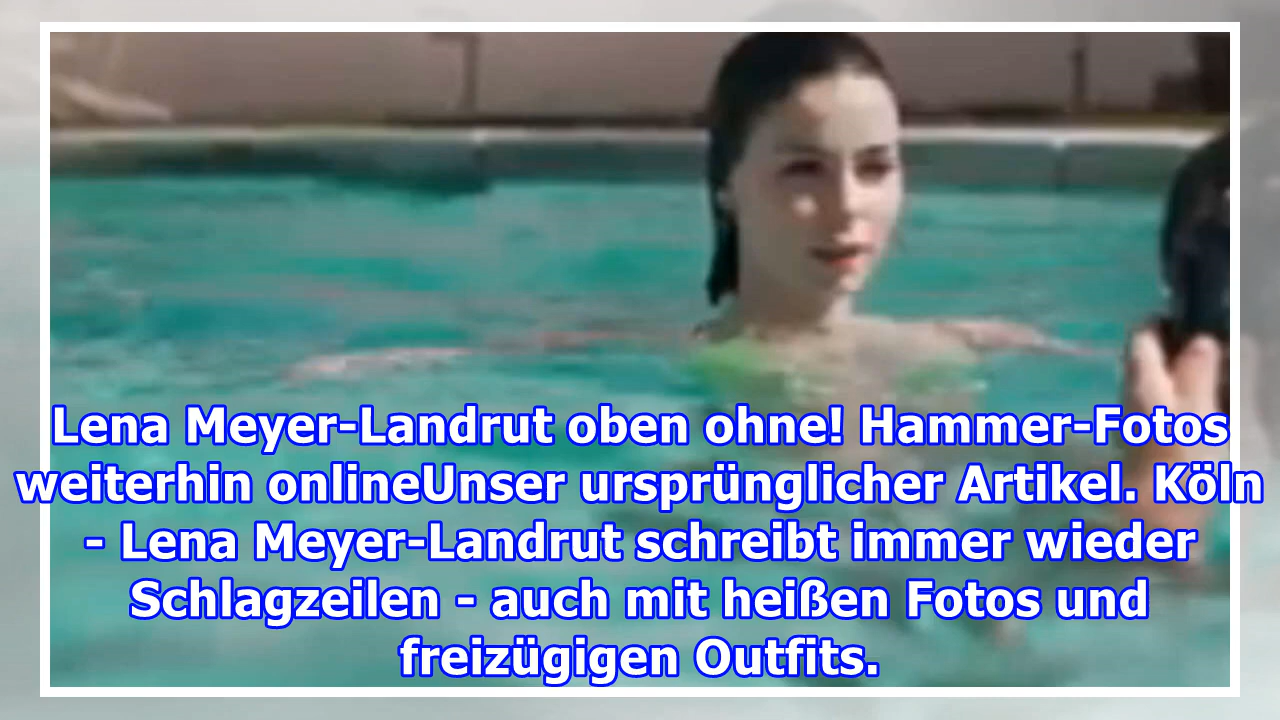 Lena Meyer-Landrut oben ohne! Hammer-Fotos
weiterhin onlineUnser ursprünglicher Artikel. Köln
- Lena Meyer-Landrut schreibt immer wieder
Schlagzeilen - auch mit heißen Fotos und
freizügigen Outfits.